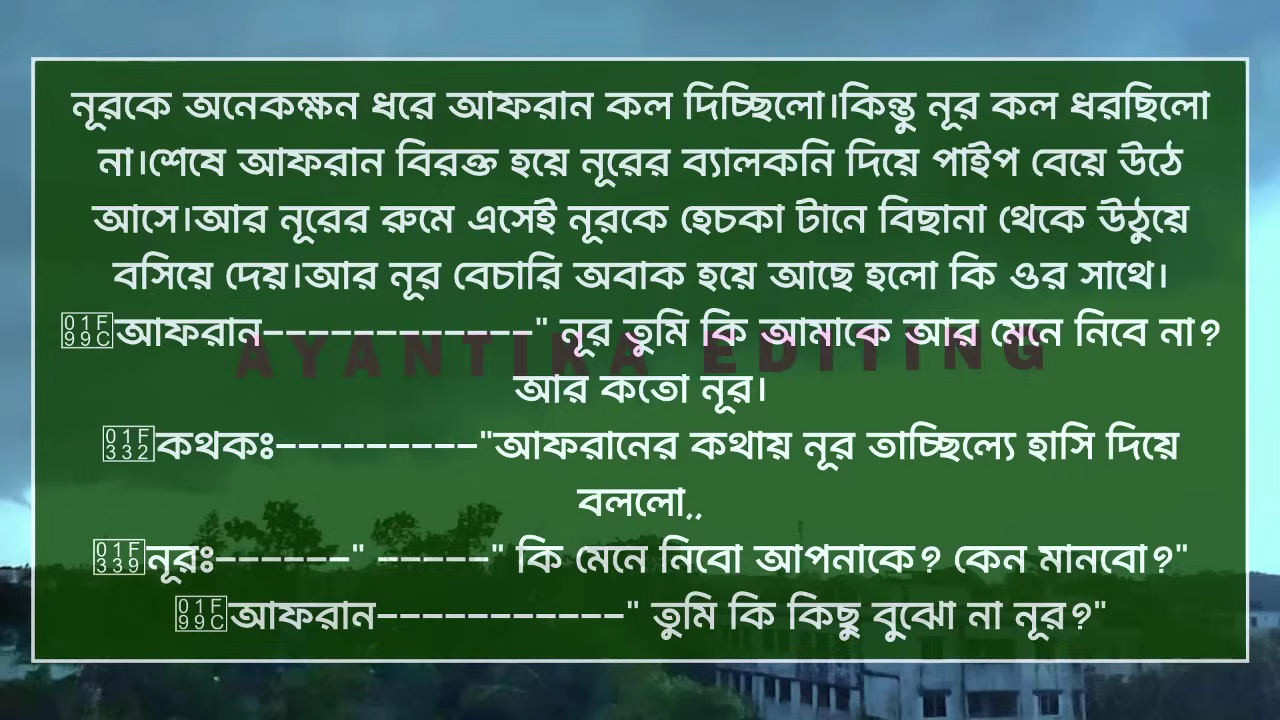 নূরকে অনেকক্ষন ধরে আফরান কল দিচ্ছিলো।কিন্তু নূর কল ধরছিলো
না।শেষে আফরান বিরক্ত হয়ে নূরের ব্যালকনি দিয়ে পাইপ বেয়ে উঠে
আসে।আর নূরের রুমে এসেই নূরকে হেচকা টানে বিছানা থেকে উঠুয়ে
বসিয়ে দেয়।আর নূর বেচারি অবাক হয়ে আছে হলো কি ওর সাথে।
🦌আফরান–––––––––––––" নূর তুমি কি আমাকে আর মেনে নিবে না?
AYANTIKA EDITING
আর কতো নূর।
🌲কথকঃ–––––––––"আফরানের কথায় নূর তাচ্ছিল্যে হাসি দিয়ে
বললো,,
🌹নূরঃ––––––" –––––" কি মেনে নিবো আপনাকে? কেন মানবো?"
🦌আফরান––––––––––––" তুমি কি কিছু বুঝো না নূর?"